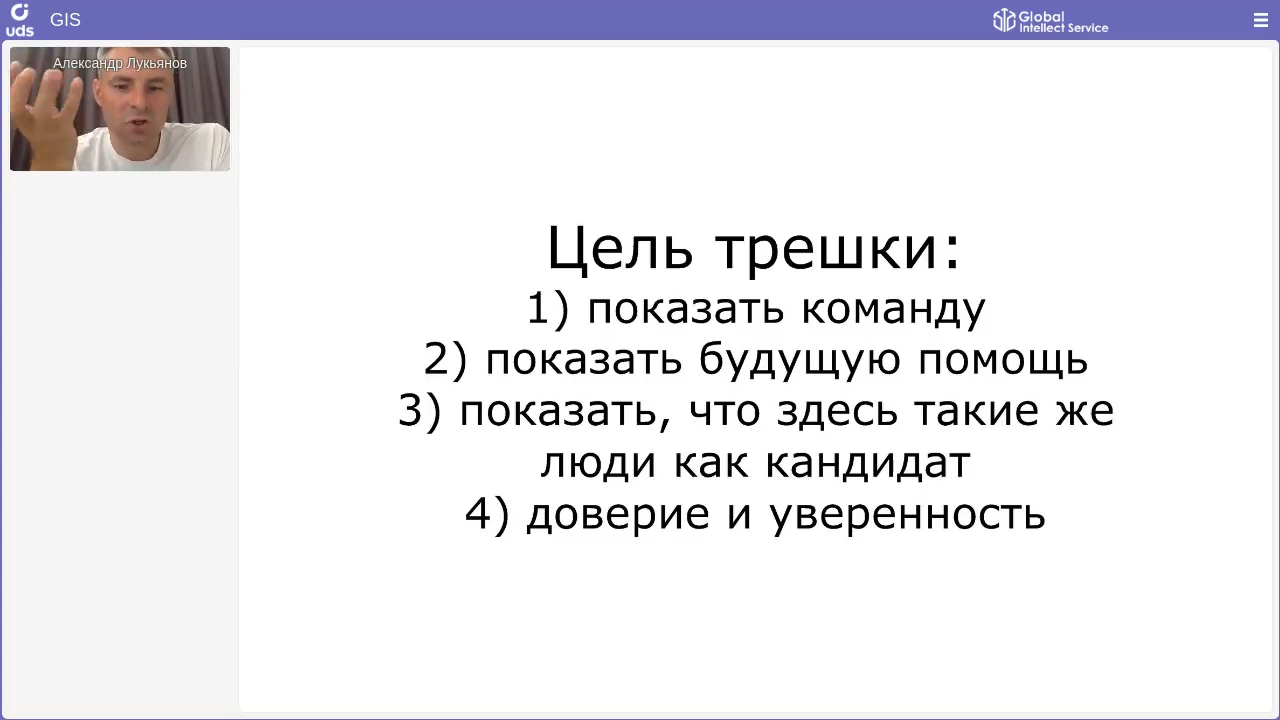 uds
GIS
Global
Intellect Service
Александр Лукьянов
Цель трешки:
1) показать команду
2) показать будущую помощь
3) показать, что здесь такие же
люди как кандидат
4) доверие и уверенность